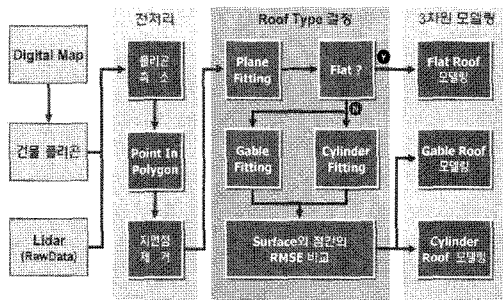 전처리
Roof Type 결정
3차원 모델링
Digital Map
건물 폴리곤
Lidar
(RawData)
폴리곤
축소
Point In
Polygon
지면점
제거
Plane
Fitting
Flat ?
Y
N
Gable
Fitting
Cylinder
Fitting
Surface와 점간의
RMSE 비교
Flat Roof
모델링
Gable Roof
모델링
Cylinder
Roof 모델링